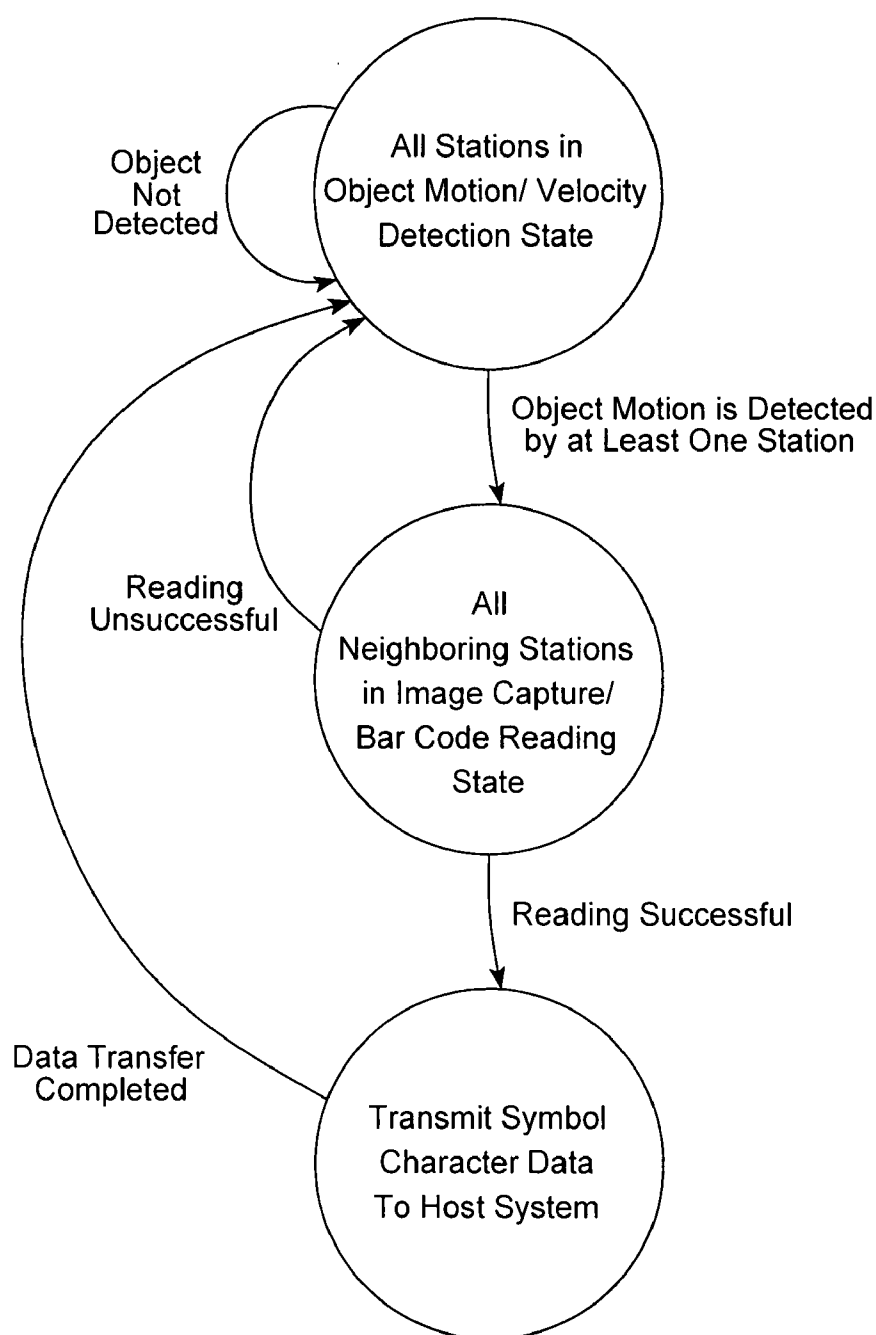 All Stations in
Object Motion/ Velocity
Detection State
Object
Not
Detected
Object Motion is Detected
by at Least One Station
Reading
Unsuccessful
All
Neighboring Stations
in Image Capture/
Bar Code Reading
State
Reading Successful
Data Transfer
Completed
Transmit Symbol
Character Data
To Host System